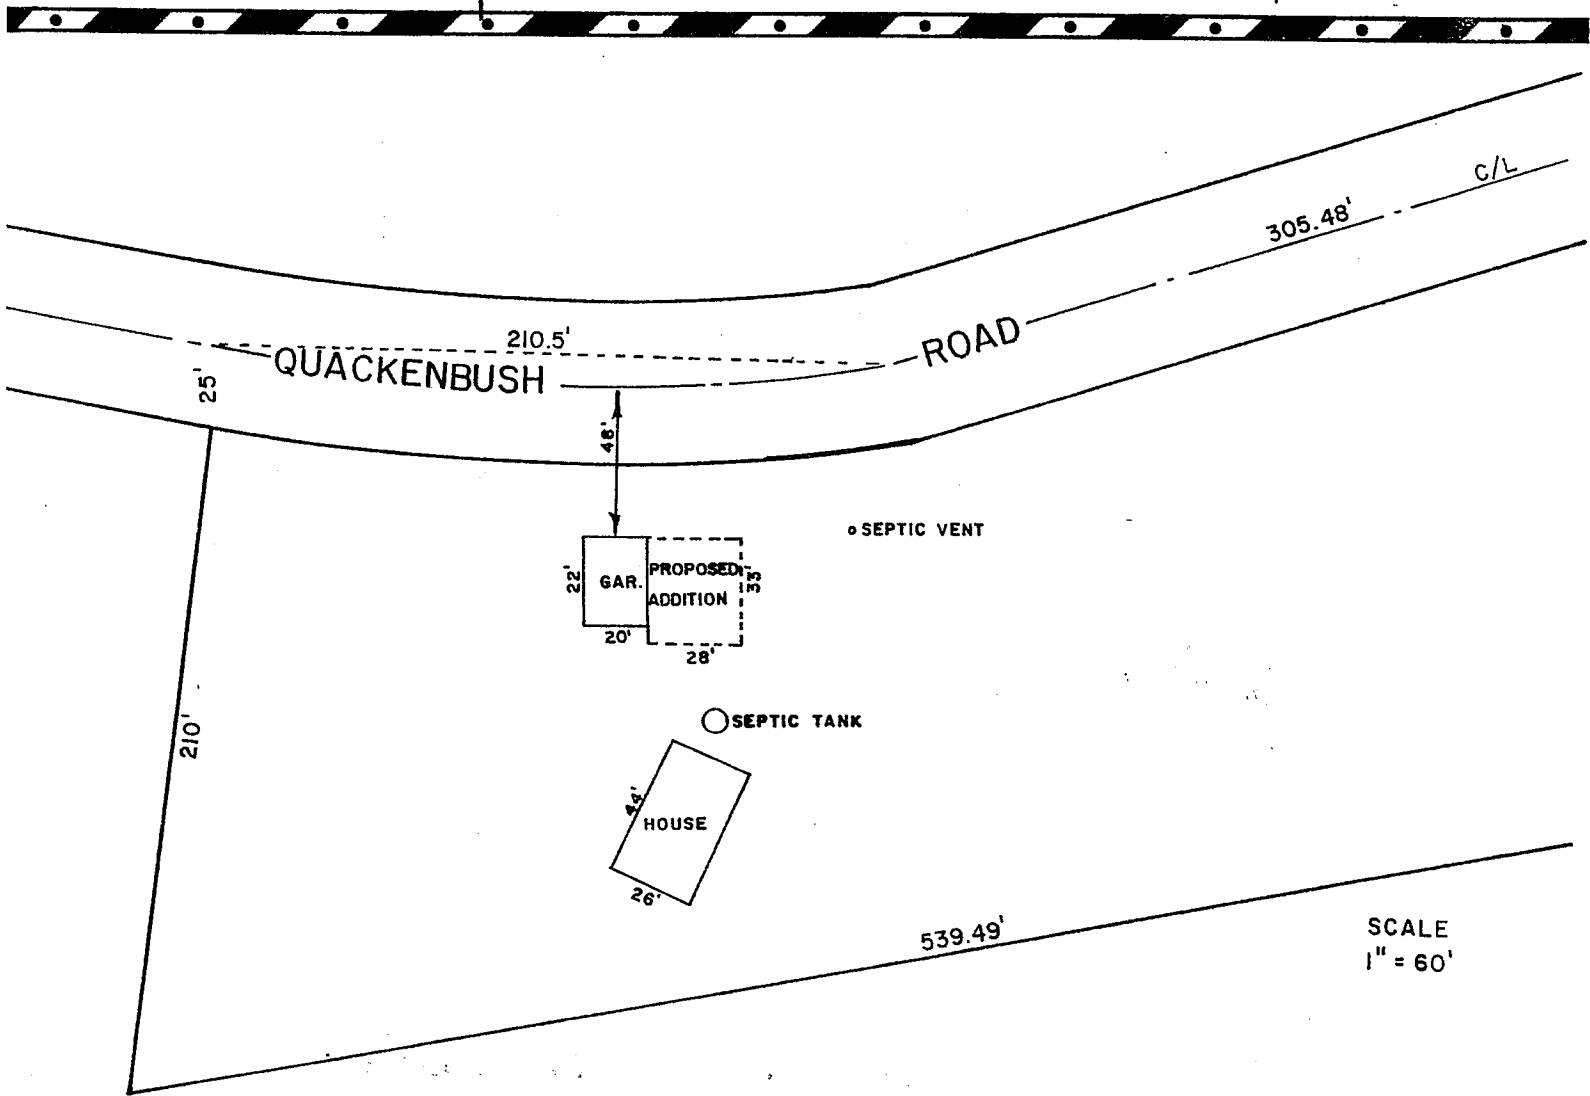 C/L
305.48'
210.5'
QUACKENBUSH ROAD
25'
48'
SEPTIC VENT
22'
GAR.
PROPOSED
ADDITION
33'
20'
28'
210'
SEPTIC TANK
44'
HOUSE
26'
539.49'
SCALE
1" = 60'